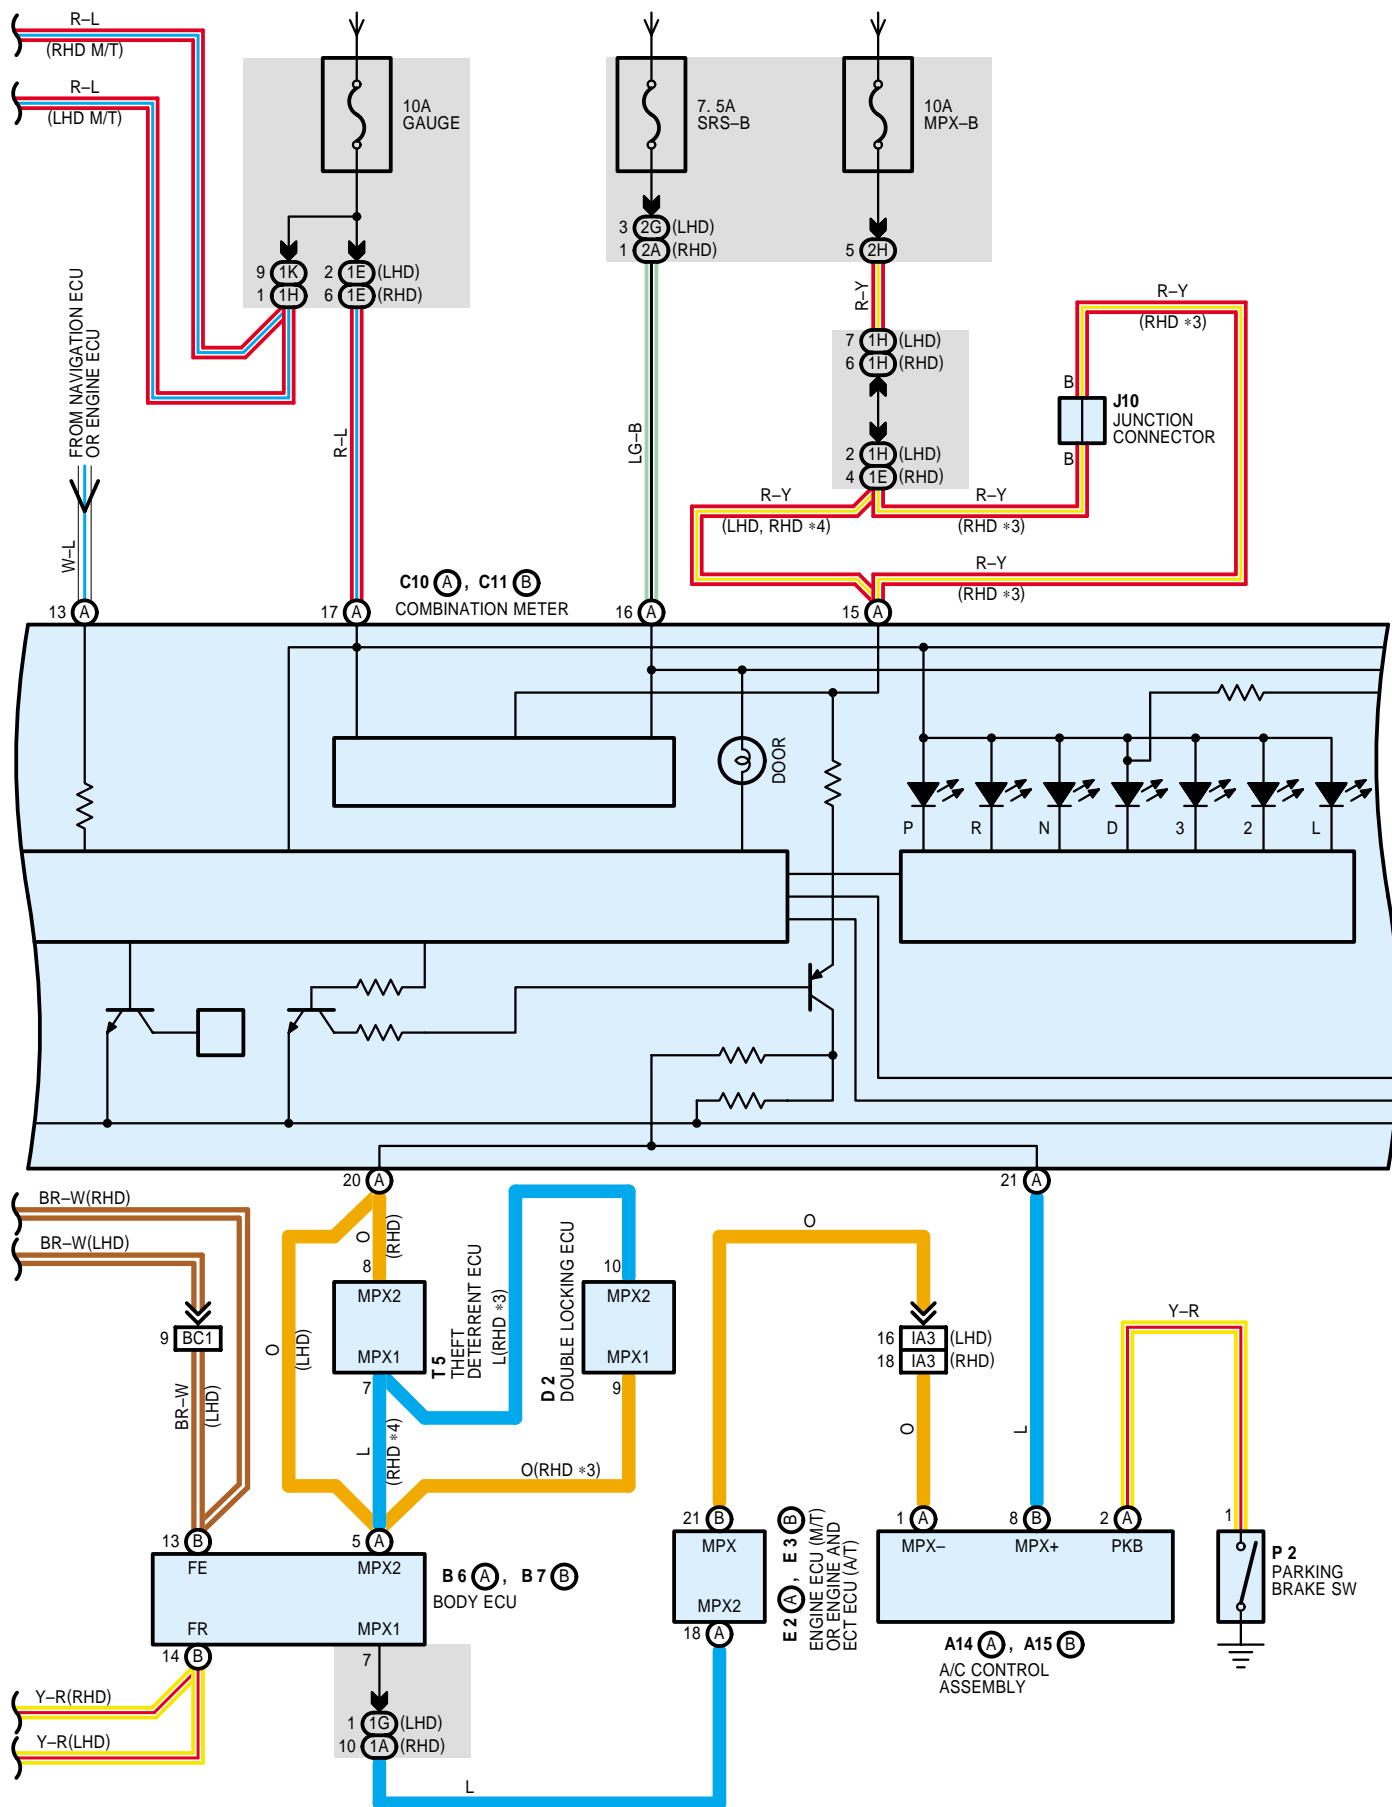 R–L
(RHD M/T)
R–L
(LHD M/T)
10A
GAUGE
7. 5A
SRS–B
10A
MPX–B
3 2G (LHD)
1 2A (RHD)
5 2H
9 1K
1 1H
2 1E (LHD)
6 1E (RHD)
FROM NAVIGATION ECU
OR ENGINE ECU
R–Y
R–Y
(RHD *3)
7 1H (LHD)
6 1H (RHD)
B
J10
JUNCTION
CONNECTOR
B
R–L
LG–B
2 1H (LHD)
4 1E (RHD)
R–Y
(LHD, RHD *4)
R–Y
(RHD *3)
W–L
R–Y
(RHD *3)
C10 A , C11 B
COMBINATION METER
13 A
17 A
16 A
15 A
DOOR
P
R
N
D
3
2
L
20 A
21 A
BR–W(RHD)
BR–W(LHD)
9 BC1
BR–W
(LHD)
O
(LHD)
O
(RHD)
8
MPX2
MPX1
7
T 5
THEFT
DETERRENT ECU
L(RHD *3)
10
MPX2
MPX1
9
D 2
DOUBLE LOCKING ECU
L
(RHD *4)
O(RHD *3)
O
16 IA3 (LHD)
18 IA3 (RHD)
O
L
Y–R
13 B
5 A
FE
MPX2
FR
MPX1
14 B
7
B 6 A , B 7 B
BODY ECU
21 B
MPX
MPX2
18 A
E 2 A , E 3 B
ENGINE ECU (M/T)
OR ENGINE AND
ECT ECU (A/T)
1 A
8 B
2 A
MPX–
MPX+
PKB
A14 A , A15 B
A/C CONTROL
ASSEMBLY
1
P 2
PARKING
BRAKE SW
Y–R(RHD)
Y–R(LHD)
1 1G (LHD)
10 1A (RHD)
L